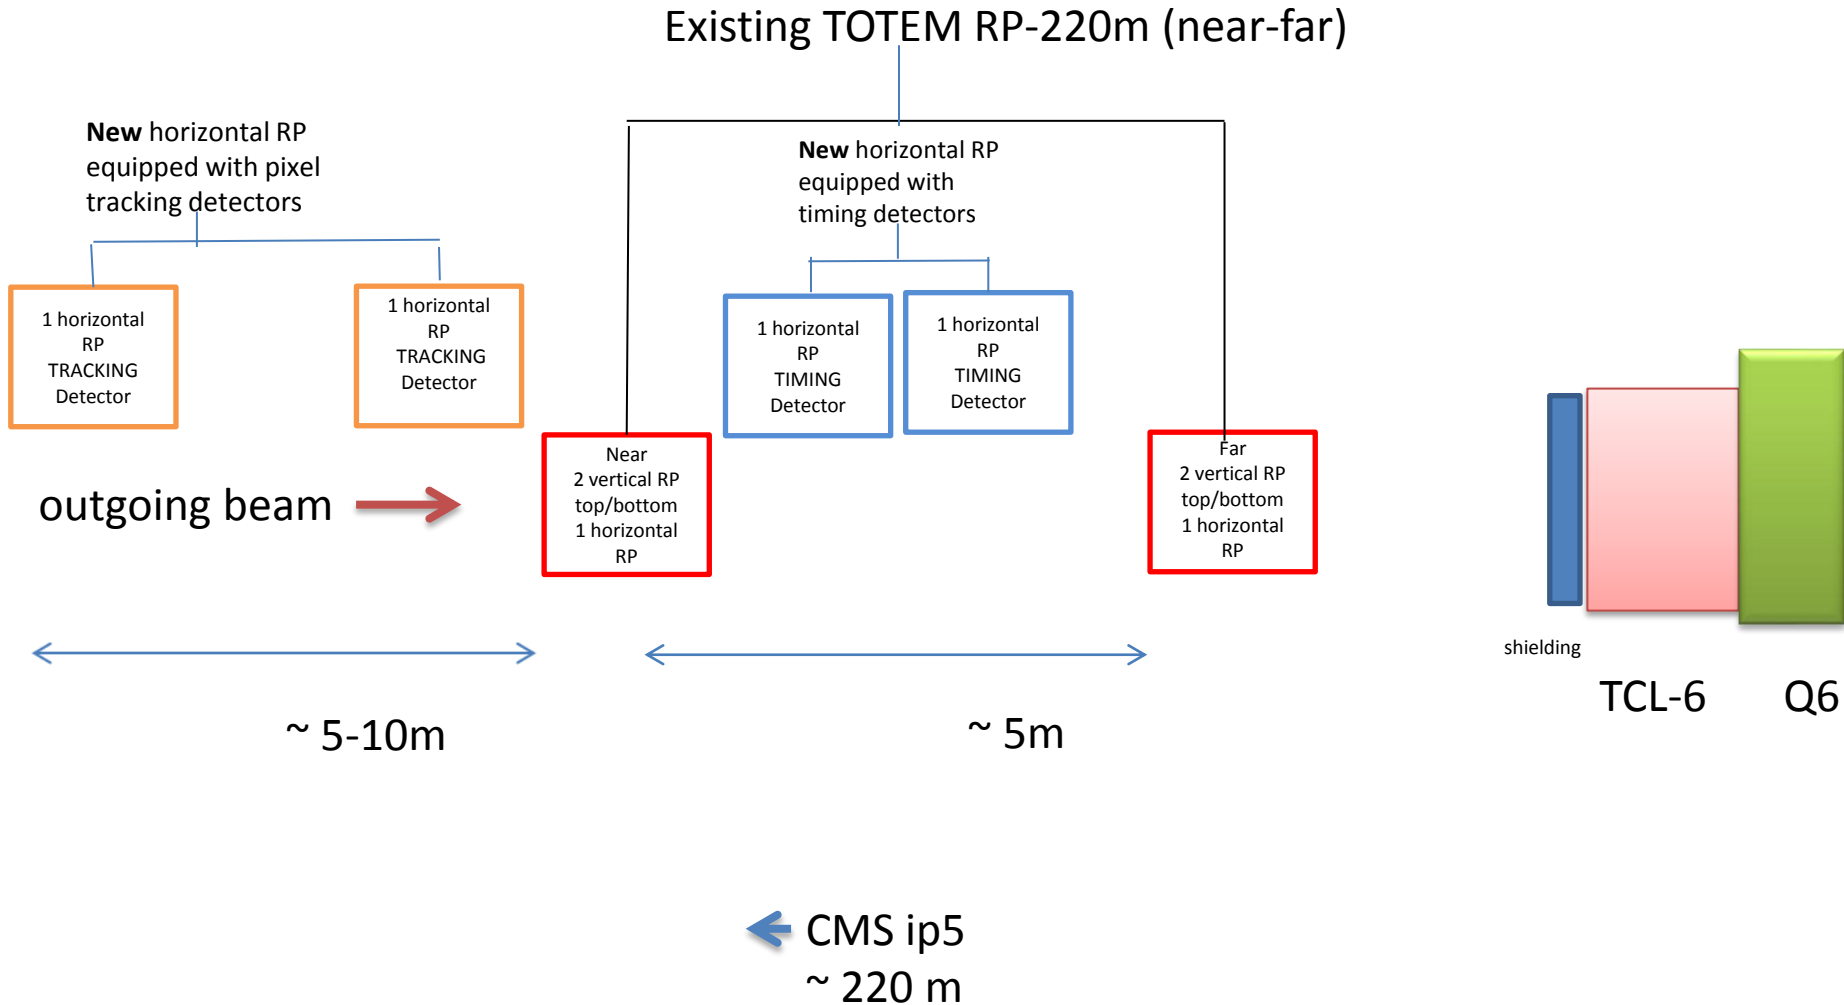 Existing TOTEM RP-220m (near-far)
New horizontal RP
equipped with pixel
tracking detectors
New horizontal RP
equipped with
timing detectors
1 horizontal
RP
TRACKING
Detector
1 horizontal
RP
TRACKING
Detector
1 horizontal
RP
TIMING
Detector
1 horizontal
RP
TIMING
Detector
Near
2 vertical RP
top/bottom
1 horizontal
RP
Far
2 vertical RP
top/bottom
1 horizontal
RP
outgoing beam
shielding
TCL-6
Q6
~ 5-10m
~ 5m
CMS ip5
~ 220 m